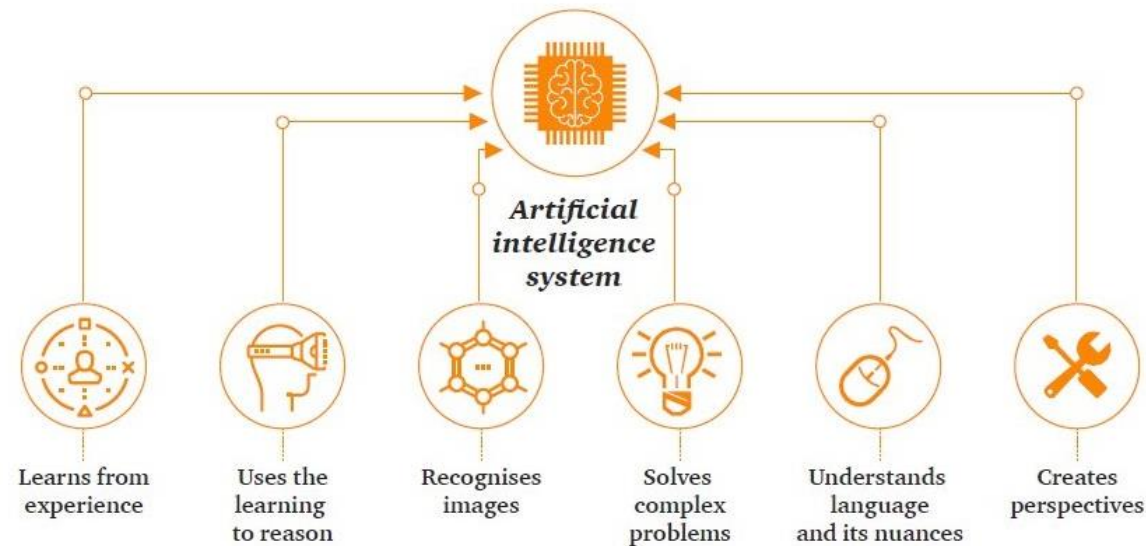 Artificial
intelligence
system
Learns from
experience
Uses the
learning
to reason
Recognises
images
Solves
complex
problems
Understands
language
and its nuances
Creates
perspectives